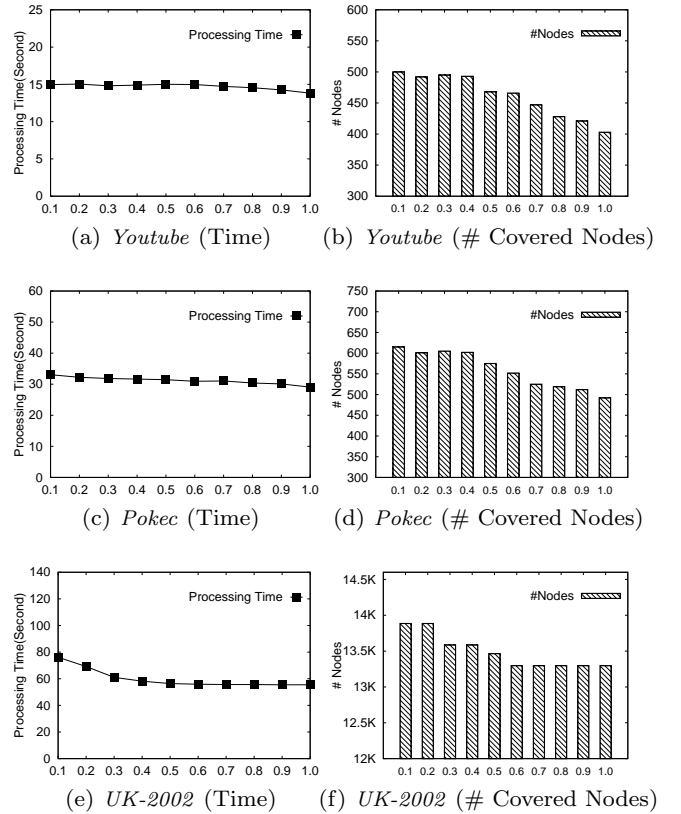 Processing Time(Second)
25
20
15
10
5
0
Processing Time
0.1 0.2 0.3 0.4 0.5 0.6 0.7 0.8 0.9 1.0
(a) Youtube (Time)
# Nodes
600
550
500
450
400
350
300
#Nodes
0.1 0.2 0.3 0.4 0.5 0.6 0.7 0.8 0.9 1.0
(b) Youtube (# Covered Nodes)
Processing Time(Second)
60
50
40
30
20
10
0
Processing Time
0.1 0.2 0.3 0.4 0.5 0.6 0.7 0.8 0.9 1.0
(c) Pokec (Time)
# Nodes
750
700
650
600
550
500
450
400
350
300
#Nodes
0.1 0.2 0.3 0.4 0.5 0.6 0.7 0.8 0.9 1.0
(d) Pokec (# Covered Nodes)
Processing Time(Second)
140
120
100
80
60
40
20
0
Processing Time
0.1 0.2 0.3 0.4 0.5 0.6 0.7 0.8 0.9 1.0
(e) UK-2002 (Time)
# Nodes
14.5K
14K
13.5K
13K
12.5K
12K
#Nodes
0.1 0.2 0.3 0.4 0.5 0.6 0.7 0.8 0.9 1.0
(f) UK-2002 (# Covered Nodes)